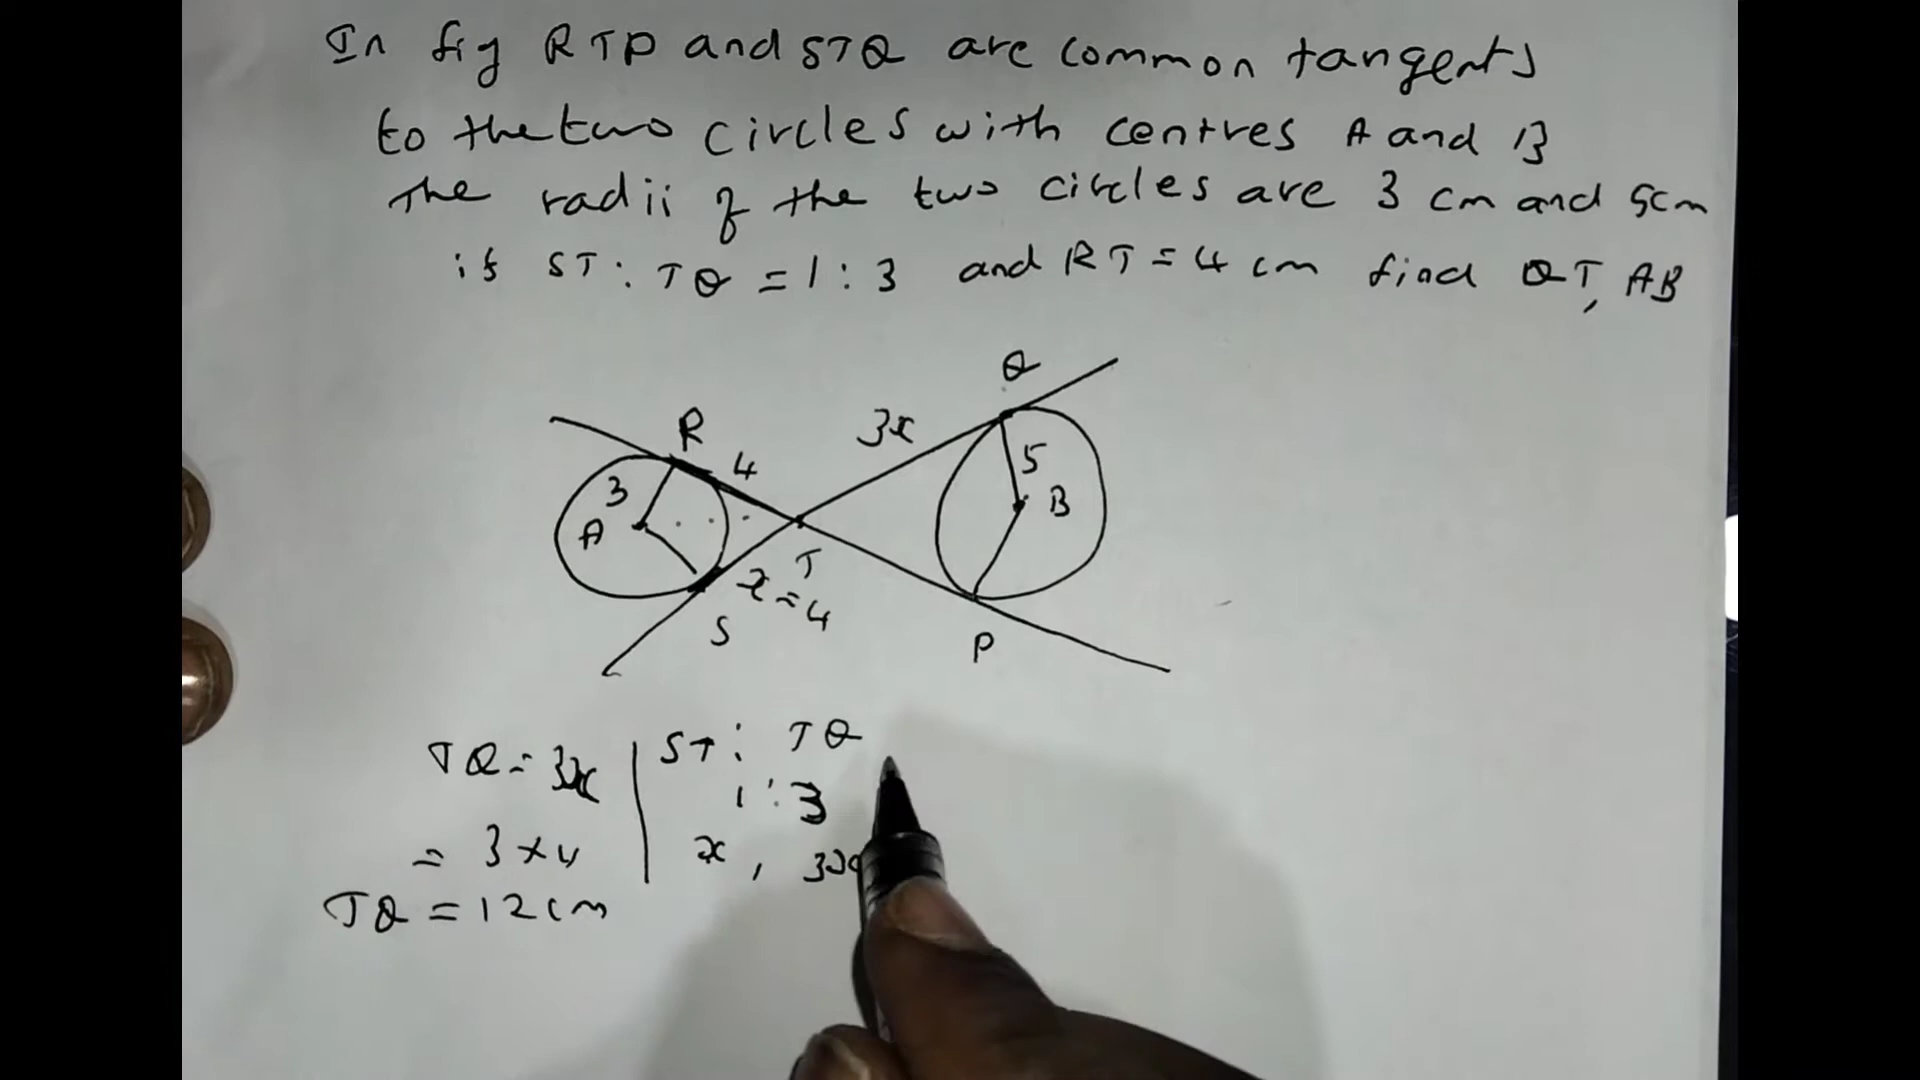 In fig RTP and STQ are common tangents
to the two circles with centres A and B
The radii of the two circles are 3 cm and 5cm
if ST : TQ = 1 : 3 and RT = 4 cm find QT, AB
Q
R
3x
4
5
3
B
A
T
x = 4
S
P
TQ = 3x
= 3 x 4
TQ = 12cm
ST : TQ
1 : 3
x , 3x